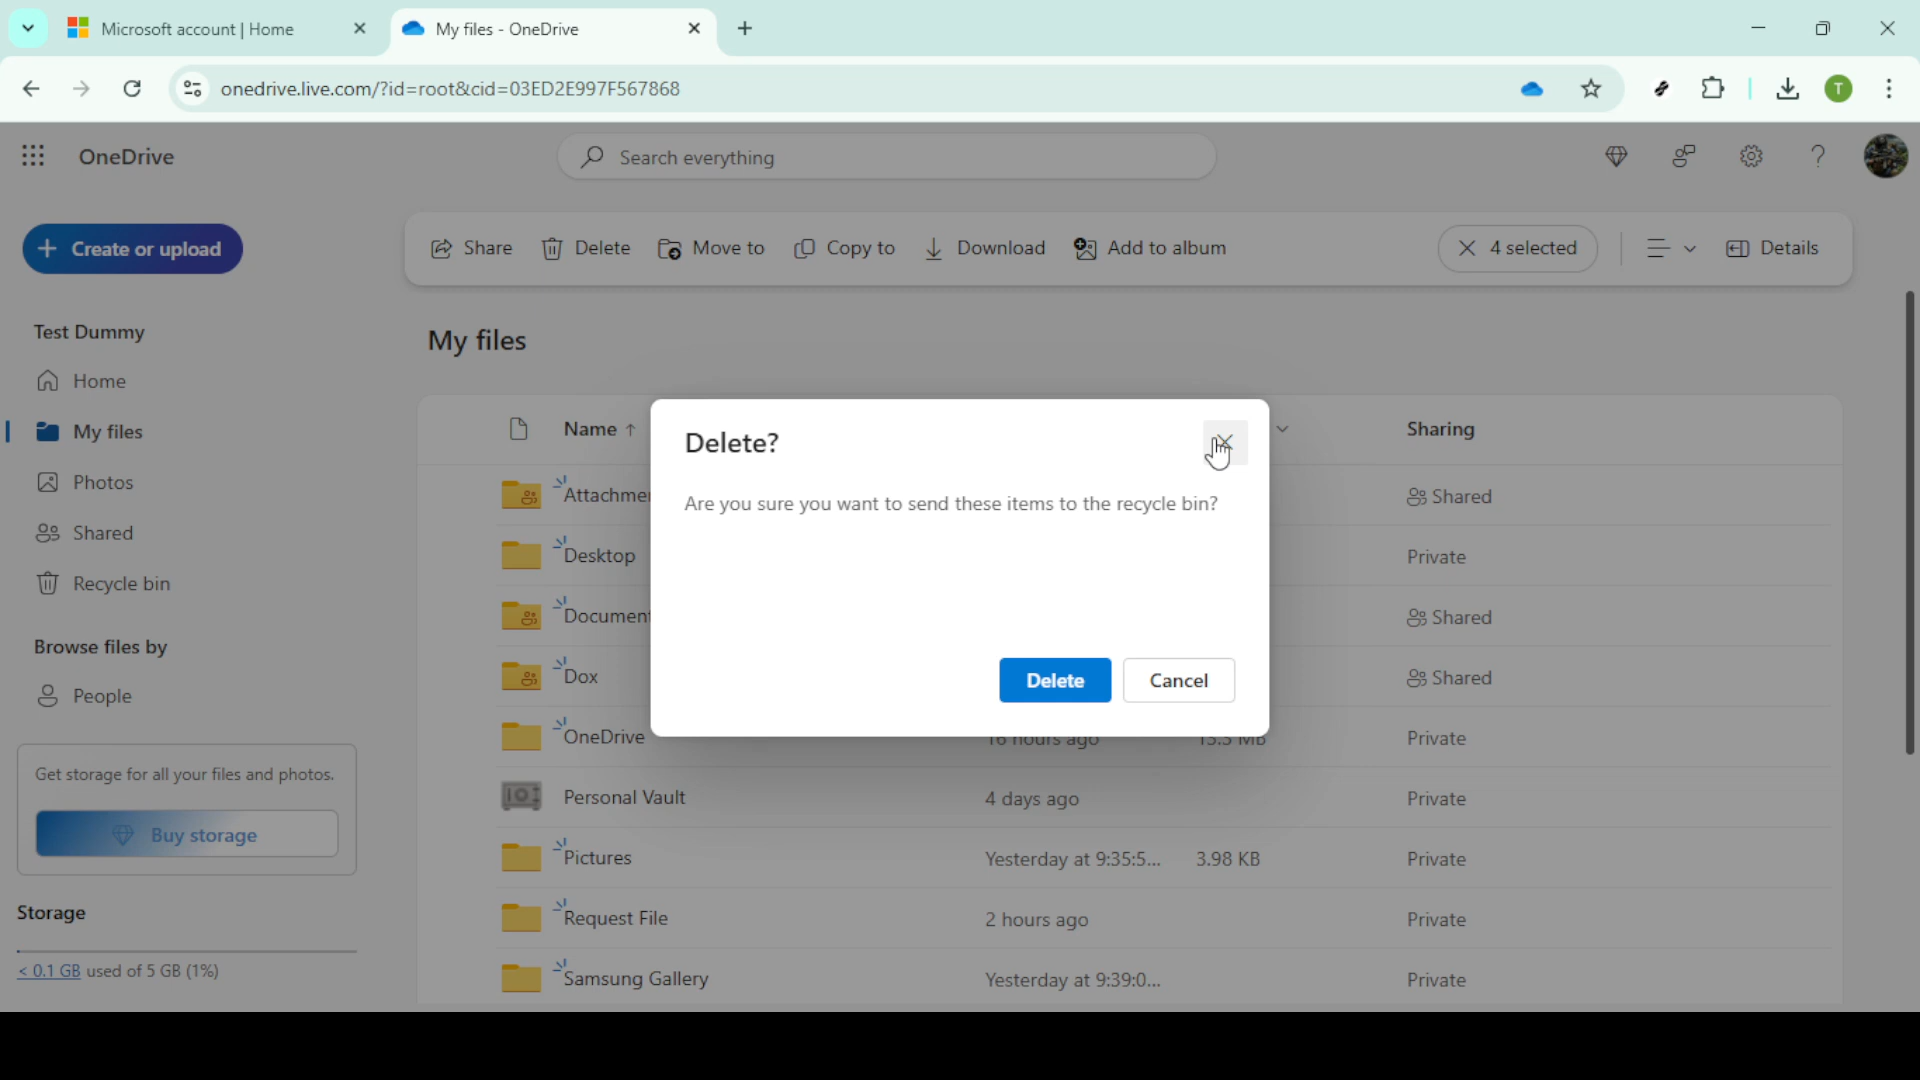 Microsoft account | Home
My files - OneDrive
onedrive.live.com/?id=root&cid=03ED2E997F567868
T
OneDrive
Search everything
Create or upload
Share
Delete
Move to
Copy to
Download
Add to album
4 selected
Details
Test Dummy
Home
My files
Photos
Shared
Recycle bin
Browse files by
People
Get storage for all your files and photos.
Buy storage
Storage
< 0.1 GB used of 5 GB (1%)
My files
Name ↑
Sharing
Shared
Desktop
Private
Shared
Dox
Shared
OneDrive
16 hours ago
13.5 MB
Private
Personal Vault
4 days ago
Private
Pictures
Yesterday at 9:35:5...
3.98 KB
Private
Request File
2 hours ago
Private
Samsung Gallery
Yesterday at 9:39:0...
Private
Delete?
Are you sure you want to send these items to the recycle bin?
Delete
Cancel